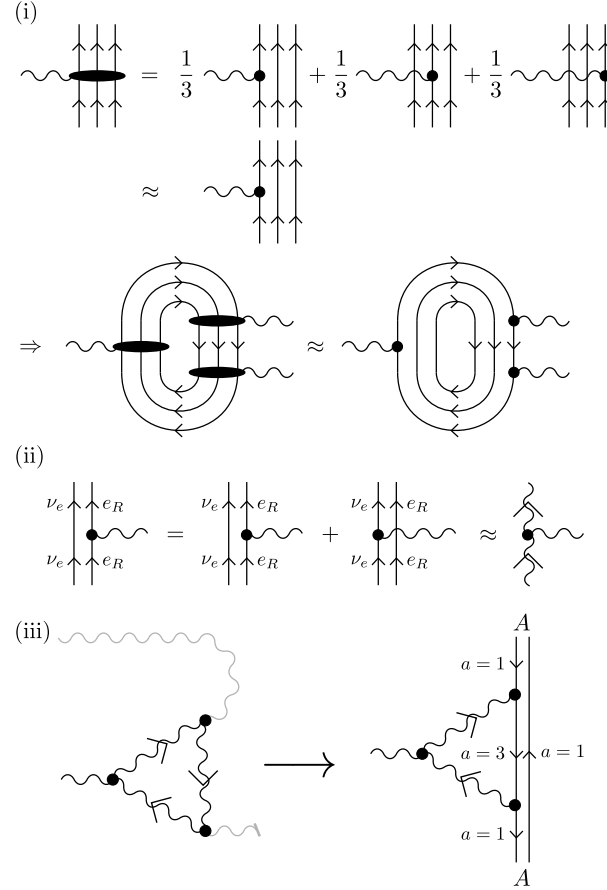 (i)
= 1/3 + 1/3 + 1/3
≈
⇒ ≈
(ii)
ν_e e_R ν_e e_R ν_e e_R
= + ≈
ν_e e_R ν_e e_R ν_e e_R
(iii)
A
a = 1
a = 3 a = 1
a = 1
A